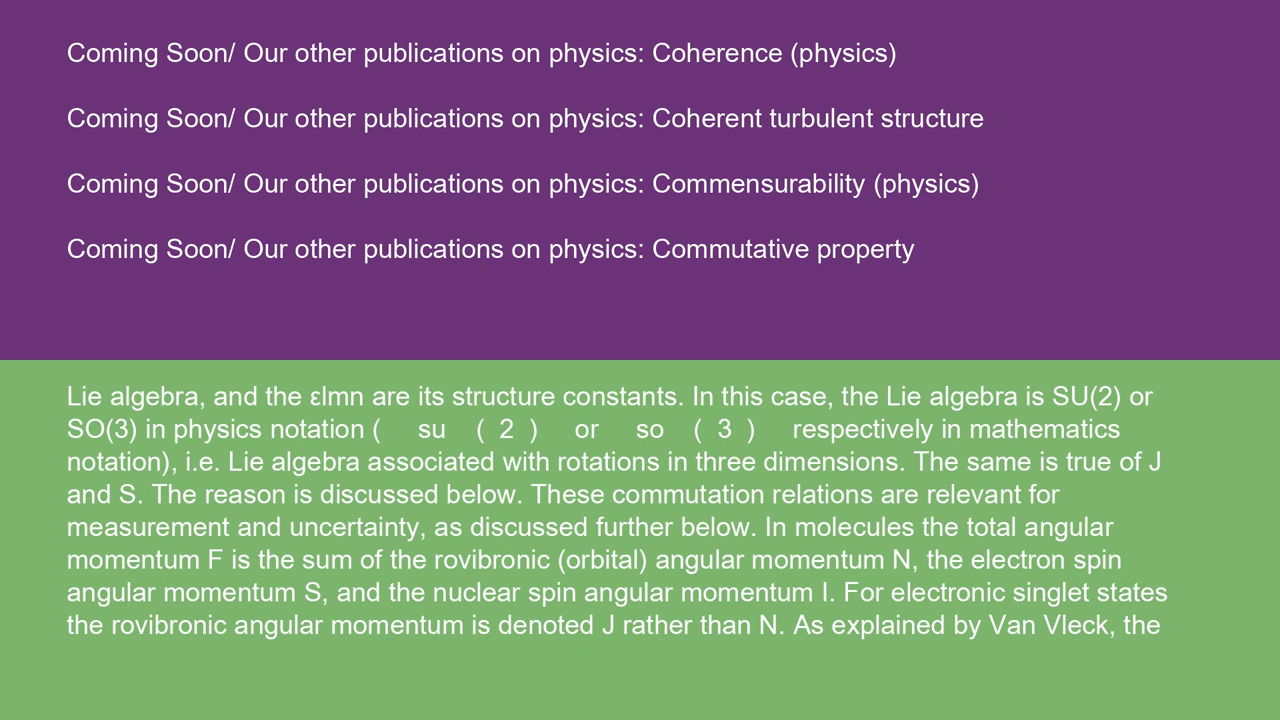 Coming Soon/ Our other publications on physics: Coherence (physics)
Coming Soon/ Our other publications on physics: Coherent turbulent structure
Coming Soon/ Our other publications on physics: Commensurability (physics)
Coming Soon/ Our other publications on physics: Commutative property
Lie algebra, and the εlmn are its structure constants. In this case, the Lie algebra is SU(2) or
SO(3) in physics notation ( su ( 2 ) or so ( 3 ) respectively in mathematics
notation), i.e. Lie algebra associated with rotations in three dimensions. The same is true of J
and S. The reason is discussed below. These commutation relations are relevant for
measurement and uncertainty, as discussed further below. In molecules the total angular
momentum F is the sum of the rovibronic (orbital) angular momentum N, the electron spin
angular momentum S, and the nuclear spin angular momentum I. For electronic singlet states
the rovibronic angular momentum is denoted J rather than N. As explained by Van Vleck, the